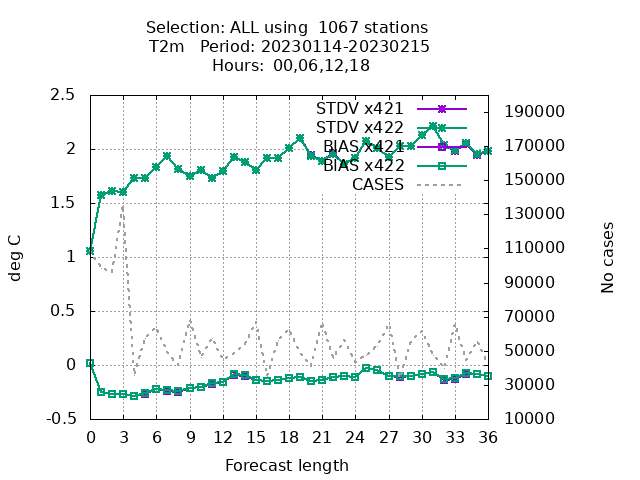 Selection: ALL using  1067 stations
T2m   Period: 20230114-20230215
Hours:  00,06,12,18
STDV x421
STDV x422
BIAS x421
BIAS x422
CASES
2.5
2
1.5
1
0.5
0
-0.5
deg C
190000
170000
150000
130000
110000
90000
70000
50000
30000
10000
No cases
0 3 6 9 12 15 18 21 24 27 30 33 36
Forecast length